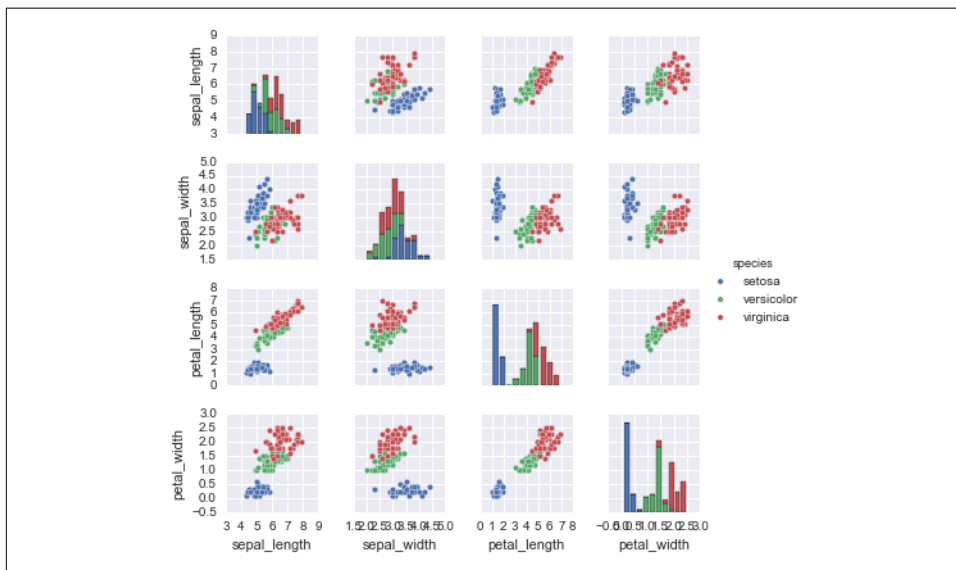 9
8
7
6
5
4
3
sepal_length
5.0
4.5
4.0
3.5
3.0
2.5
2.0
1.5
sepal_width
species
setosa
versicolor
virginica
8
7
6
5
4
3
2
1
0
petal_length
3.0
2.5
2.0
1.5
1.0
0.5
0.0
−0.5
petal_width
3 4 5 6 7 8 9
1.5 2.0 2.5 3.0 3.5 4.0 4.5 5.0
0 1 2 3 4 5 6 7 8
−0.5 0.0 0.5 1.0 1.5 2.0 2.5 3.0
sepal_length
sepal_width
petal_length
petal_width